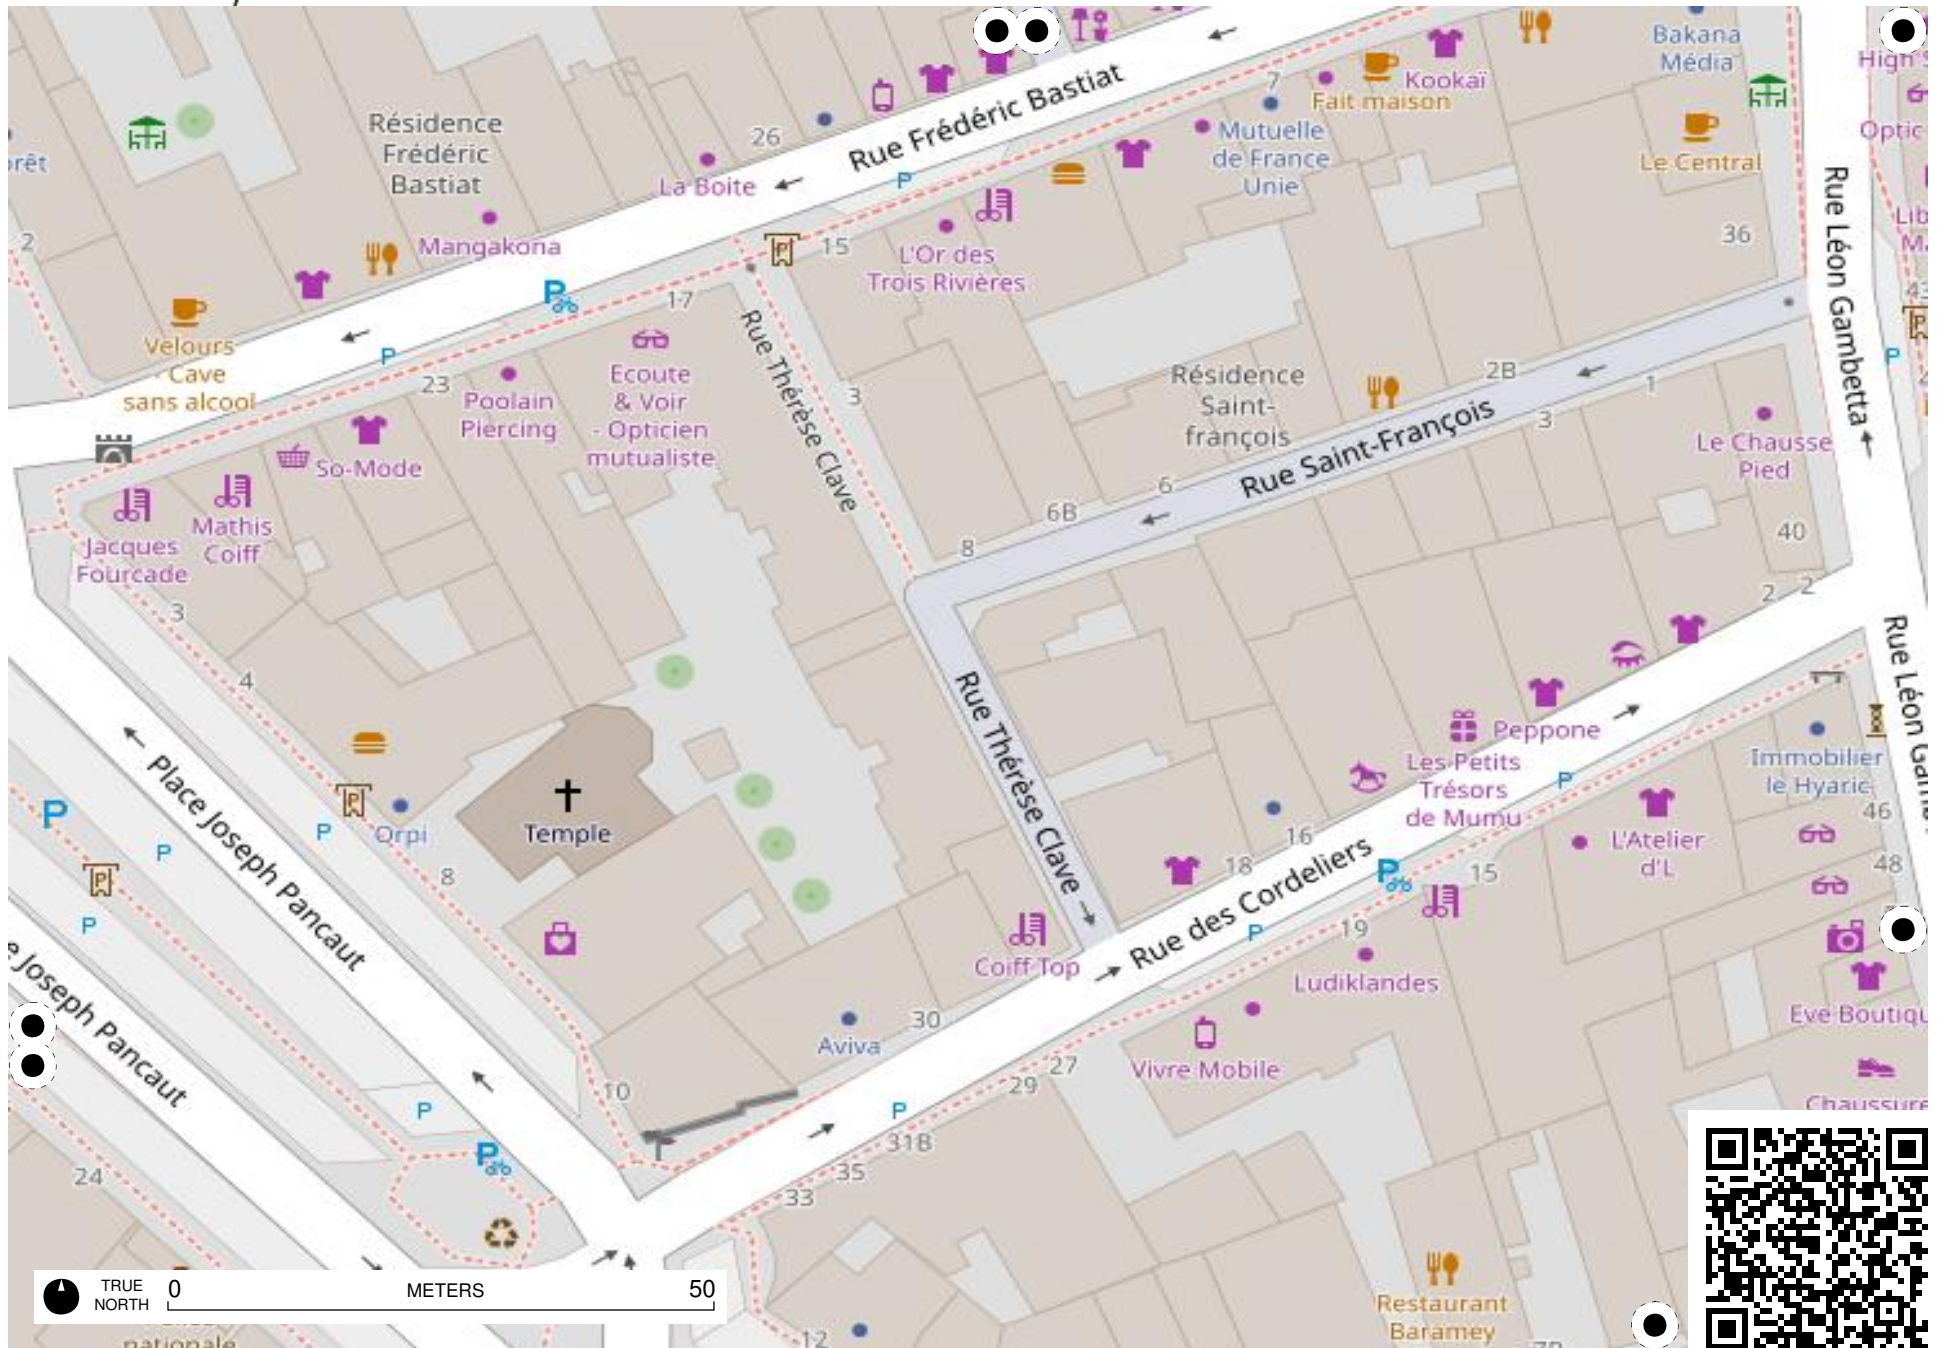 Bakana
Média
Kookaï
7
Fait maison
High S
Optic
Le Central
Mutuelle
de France
Unie
Rue Frédéric Bastiat
26
La Boite
Résidence
Frédéric
Bastiat
Mangakona
2
Velours
- Cave
sans alcool
P
15
17
L'Or des
Trois Rivières
36
Rue Léon Gambetta
P
P
23
Poolain
Piercing
Ecoute
& Voir
- Opticien
mutualiste
So-Mode
Mathis
Coiff
Jacques
Fourcade
Rue Thérèse Clave
3
Résidence
Saint-
françois
2B
1
3
Rue Saint-François
6
6B
8
Le Chausse
Pied
P
40
2
2
3
4
Rue Thérèse Clave
Peppone
Les Petits
Trésors
de Mumu
Immobilier
le Hyaric
46
48
L'Atelier
d'L
P
Temple
Orpi
8
P
P
P
P
P
Place Joseph Pancaut
Joseph Pancaut
16
18
Rue des Cordeliers
P
P
15
19
Ludiklandes
Coiff Top
Vivre Mobile
Eve Boutiqu
Chaussure
Aviva
30
10
27
29
31B
35
33
P
P
P
24
12
Restaurant
Baramey
7B
TRUE
NORTH
0
METERS
50
nationale